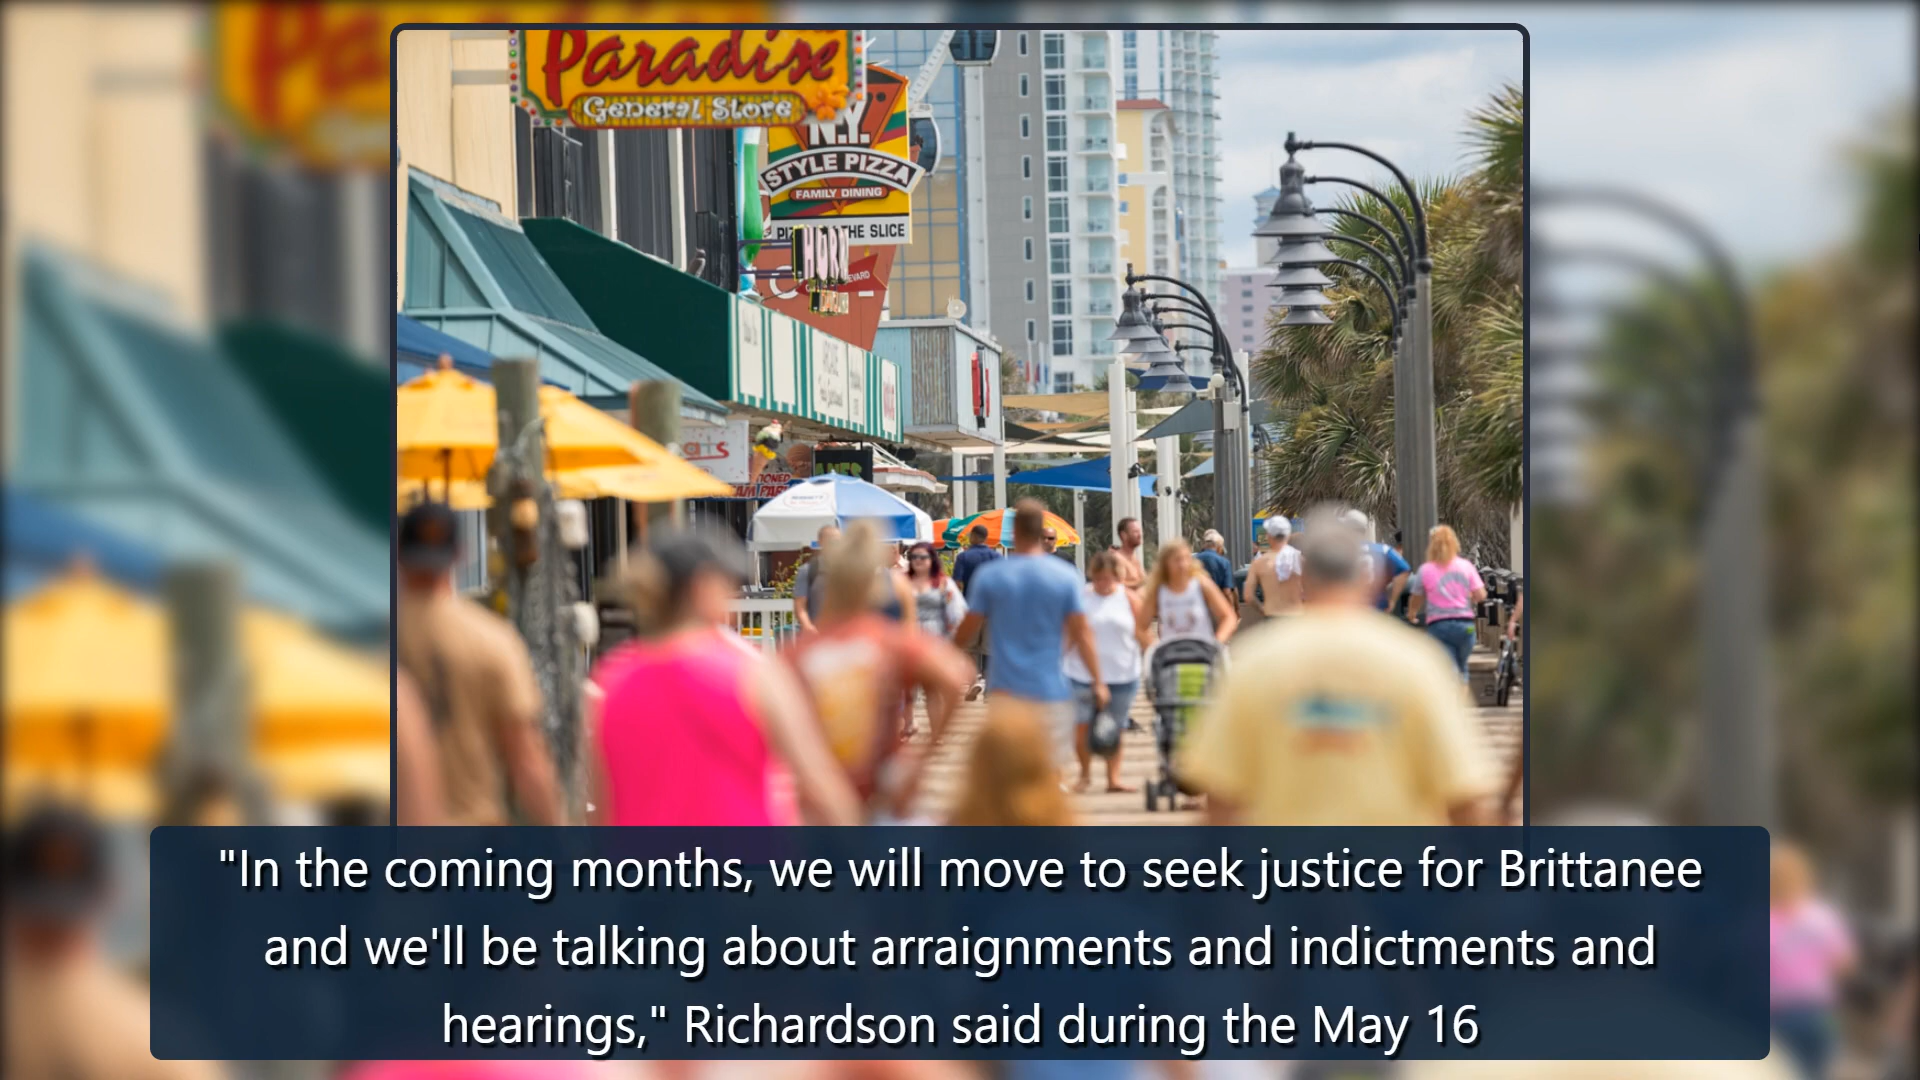 Paradise
General Store
N.Y.
STYLE PIZZA
FAMILY DINING
THE SLICE
"In the coming months, we will move to seek justice for Brittanee
and we'll be talking about arraignments and indictments and
hearings," Richardson said during the May 16